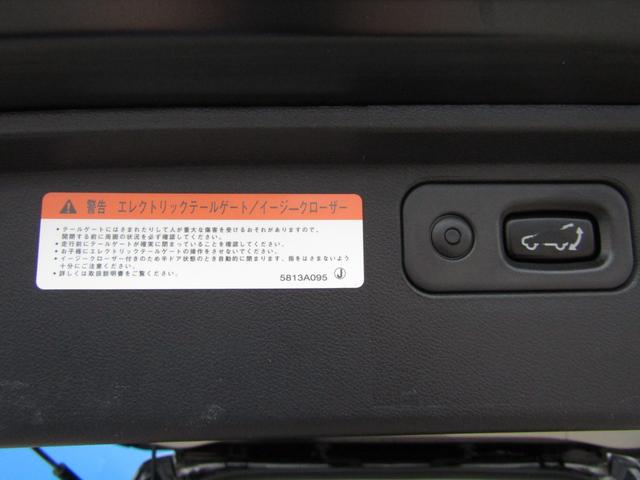 警告 エレクトリックテールゲート/イージークローザー
•テールゲートにはさまれたりして人が重大な傷害を受けるおそれがありますので、
開閉する前に周囲の状況を必ず確認してください。
•走行前にテールゲートが確実に閉まっていることを確認してください。
•お子様にエレクトリックテールゲートの操作をさせないでください。
•イージークローザー付きのため半ドア状態のとき自動的に閉まります、指をはさまないよう
十分にご注意ください。
•詳しくは取扱説明書をご覧ください。
5813A095 J